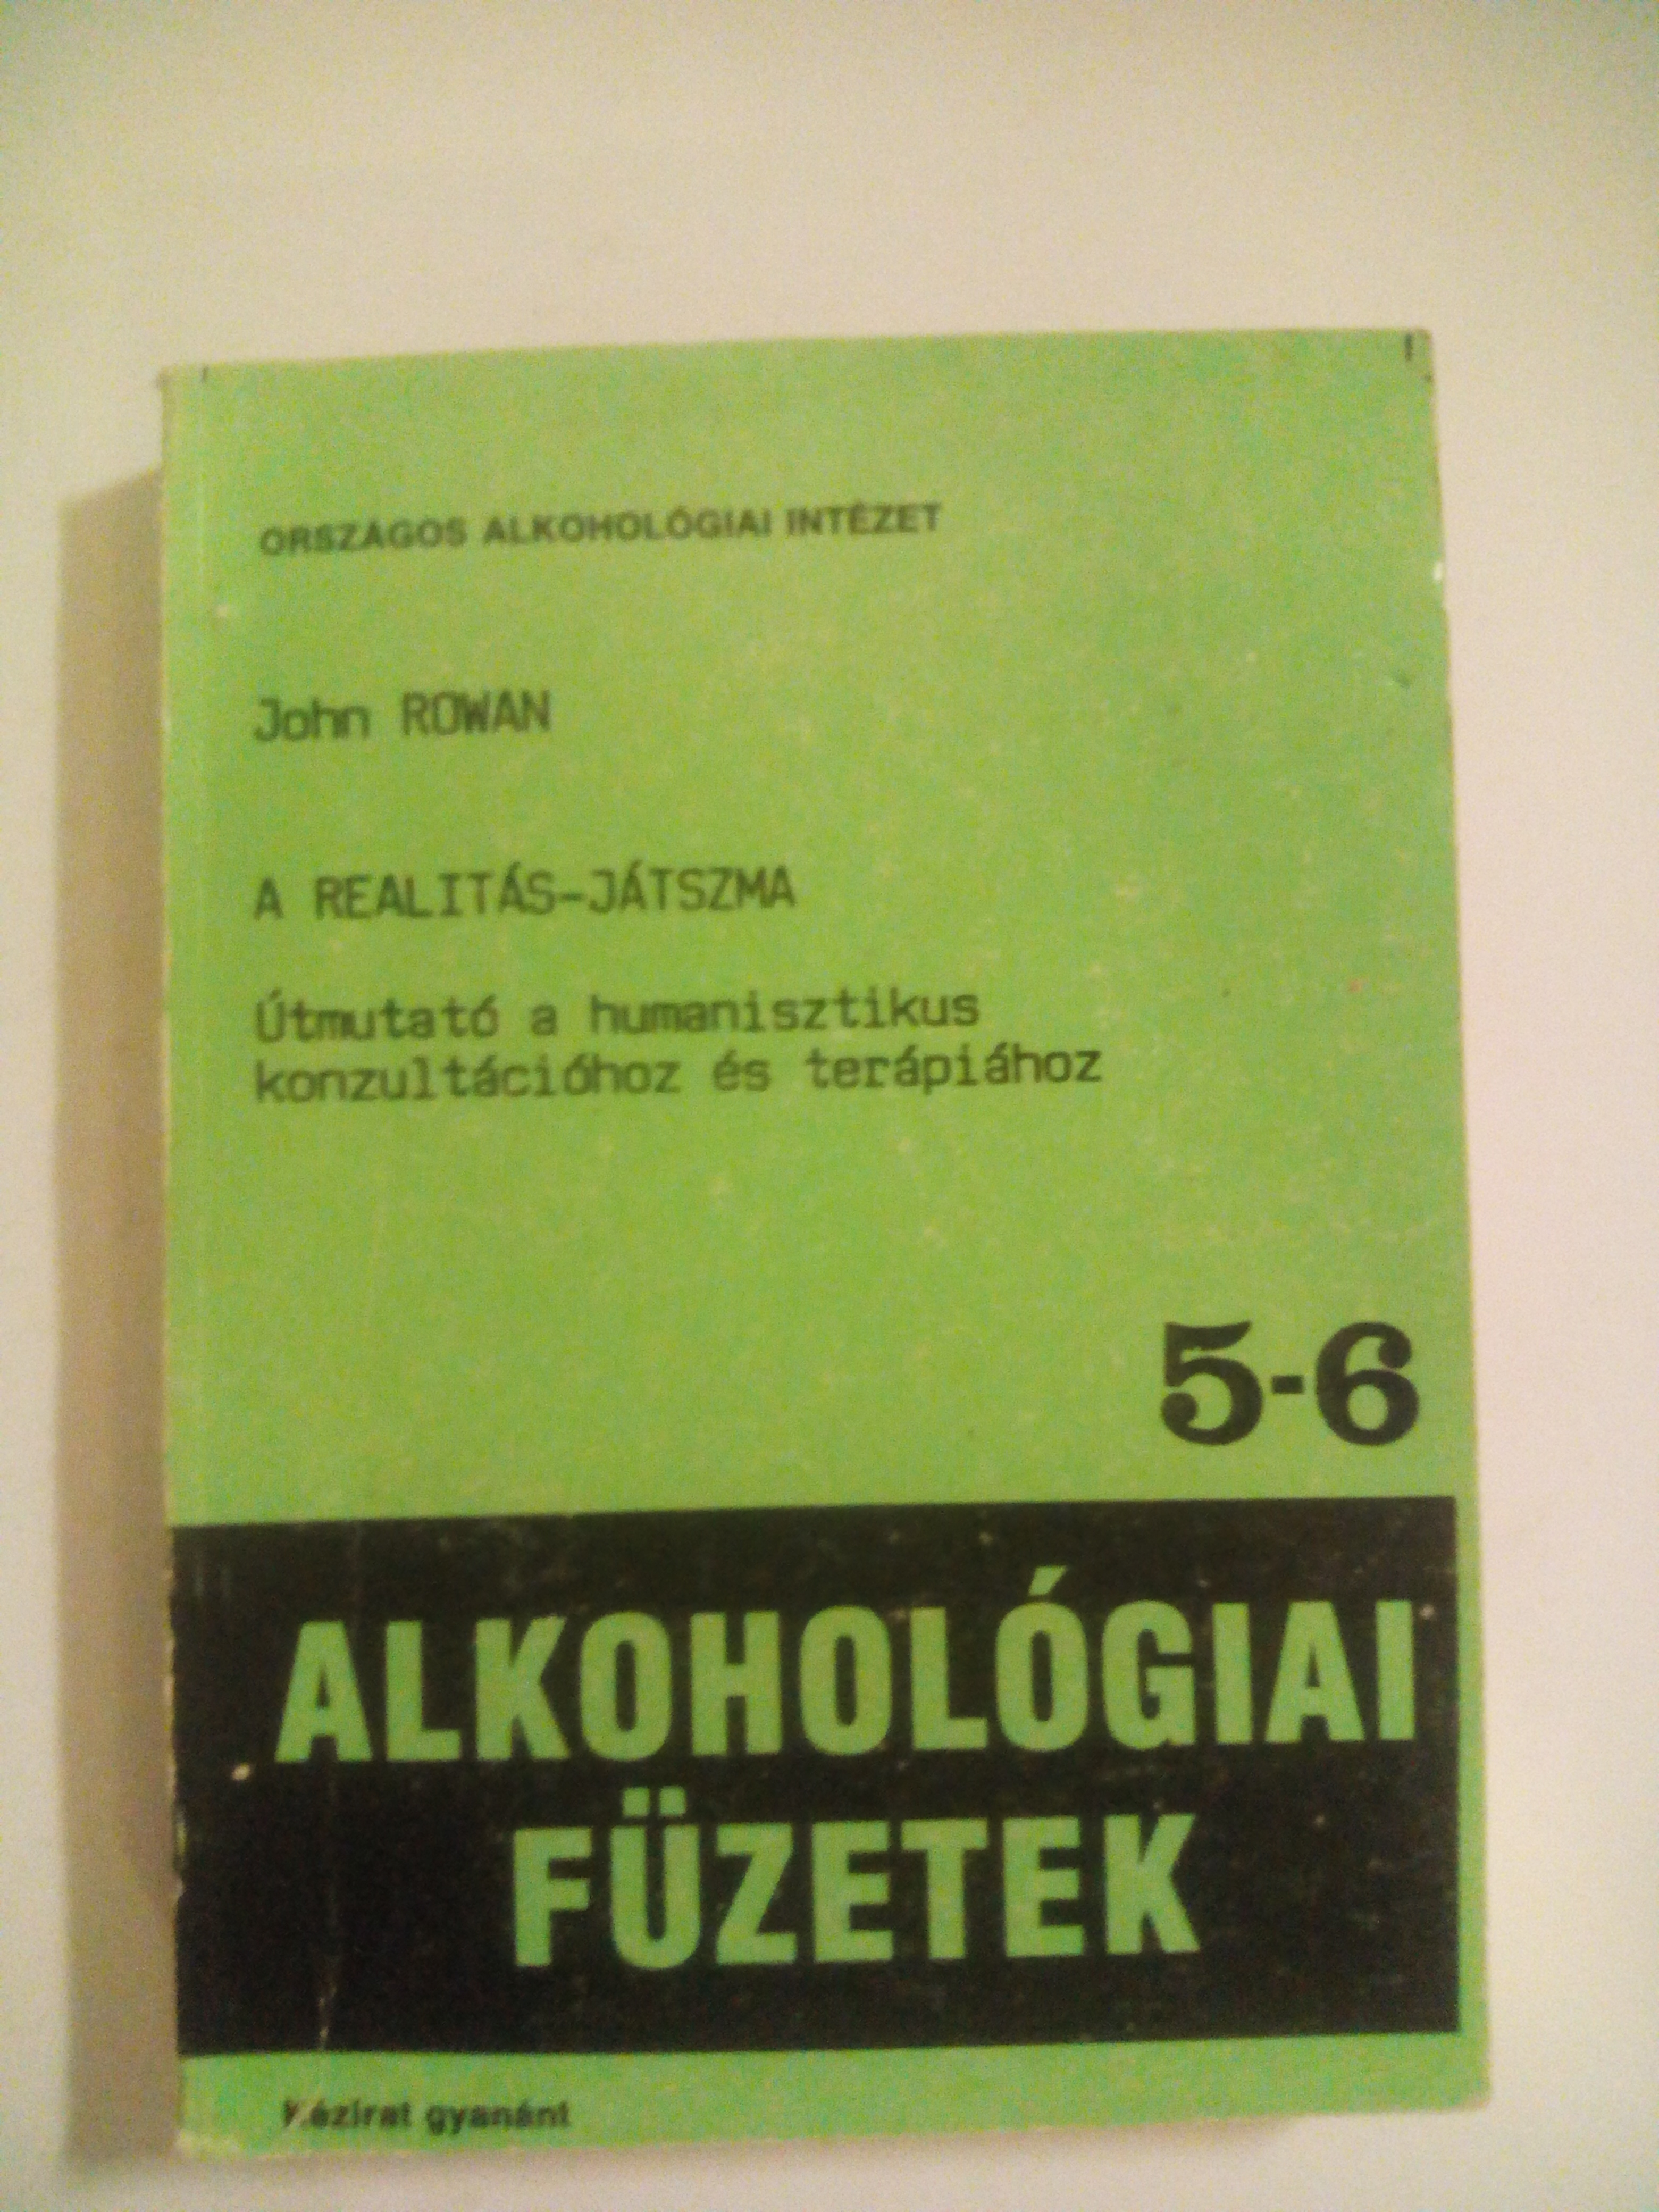 ORSZÁGOS ALKOHOLÓGIAI INTÉZET
John ROWAN
A REALITÁS-JÁTSZMA
Útmutató a humanisztikus
konzultációhoz és terápiához
5-6
ALKOHOLÓGIAI
FÜZETEK
Kézirat gyanánt